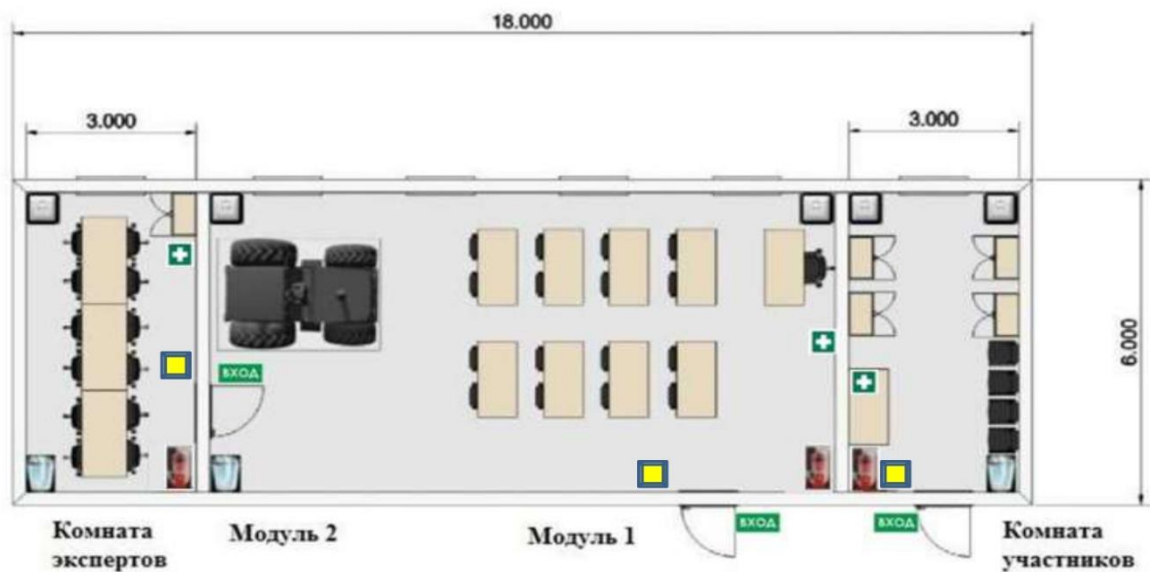 18.000
3.000
3.000
6.000
ВХОД
ВХОД
ВХОД
Комната
экспертов
Модуль 2
Модуль 1
Комната
участников